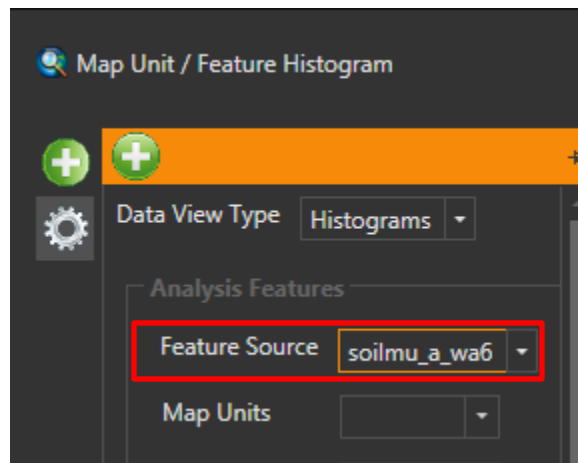 Map Unit / Feature Histogram
Data View Type Histograms
Analysis Features
Feature Source soilmu_a_wa6
Map Units